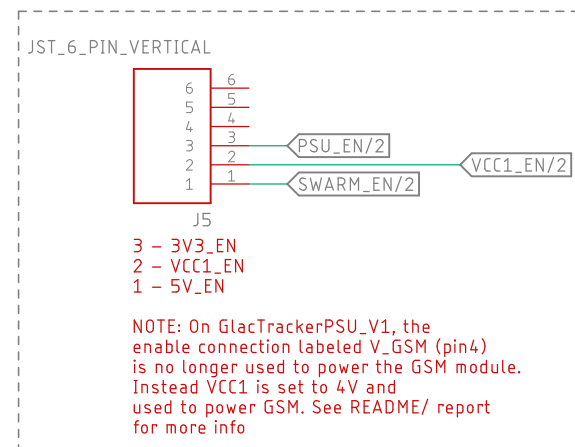 JST_6_PIN_VERTICAL
6 6
5 5
4 4
3 3 PSU_EN/2
2 2 VCC1_EN/2
1 1 SWARM_EN/2
J5
3 – 3V3_EN
2 – VCC1_EN
1 – 5V_EN
NOTE: On GlacTrackerPSU_V1, the
enable connection labeled V_GSM (pin4)
is no longer used to power the GSM module.
Instead VCC1 is set to 4V and
used to power GSM. See README/ report
for more info